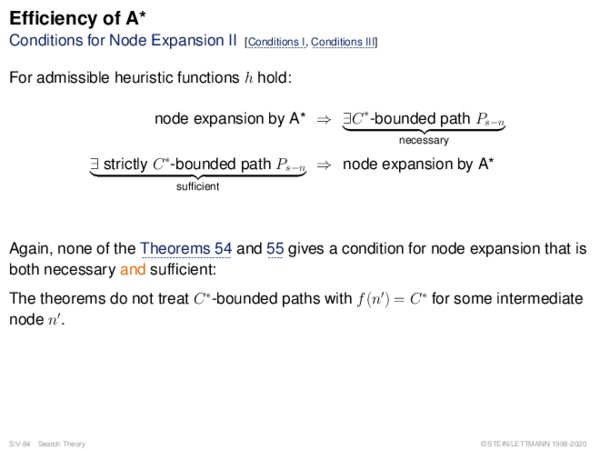 Efficiency of A*
Conditions for Node Expansion II [Conditions I, Conditions III]
For admissible heuristic functions h hold:
node expansion by A* ⇒ ∃C*-bounded path P_{s−n}
necessary
∃ strictly C*-bounded path P_{s−n} ⇒ node expansion by A*
sufficient
Again, none of the Theorems 54 and 55 gives a condition for node expansion that is
both necessary and sufficient:
The theorems do not treat C*-bounded paths with f(n′) = C* for some intermediate
node n′.
S:V-84 Search Theory
©STEIN/LETTMANN 1998-2020